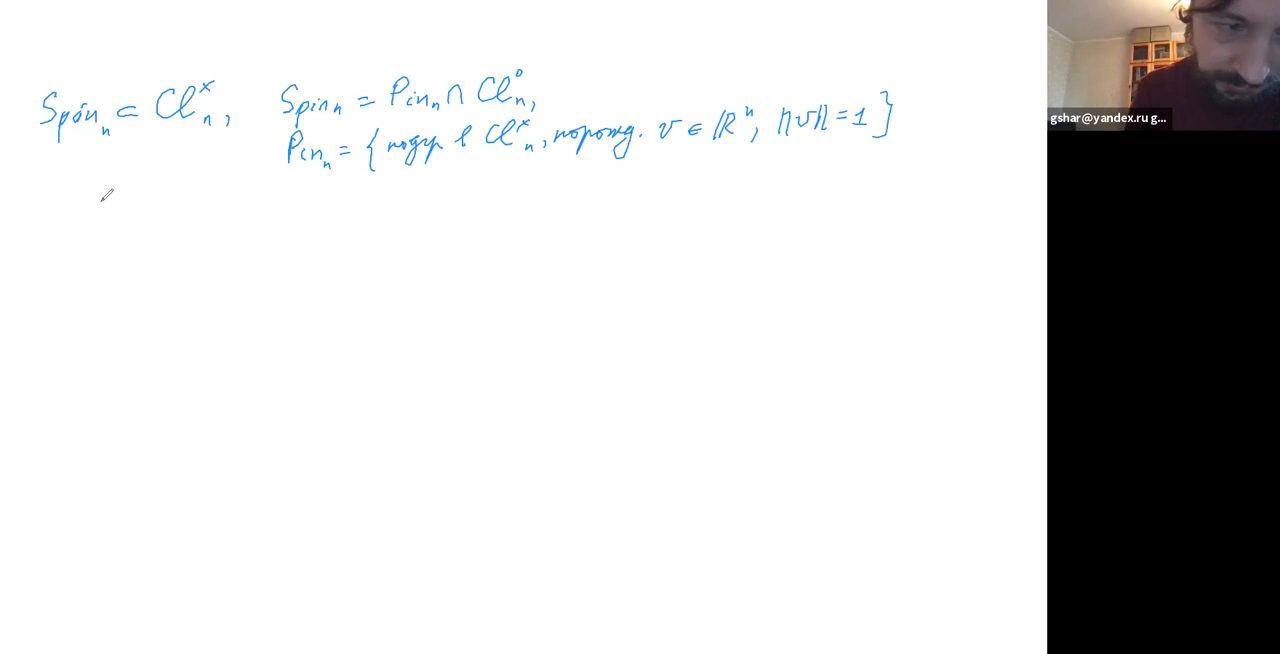 Spin_n ⊂ Cl_n^×, Spin_n = Pin_n ∩ Cl_n^0,
Pin_n = { подгр в Cl_n^×, порожд. v ∈ ℝ^n, ‖v‖ = 1 }
gshar@yandex.ru g...